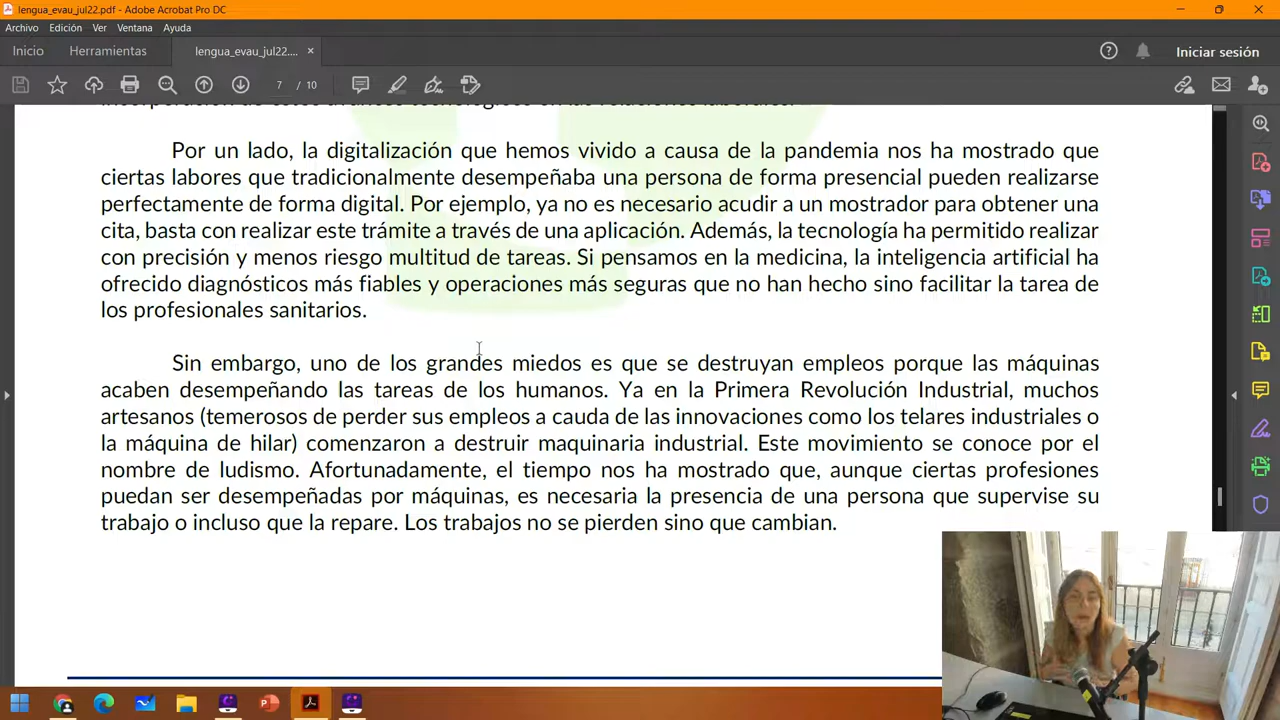 lengua_evau_jul22.pdf - Adobe Acrobat Pro DC
Archivo Edición Ver Ventana Ayuda
Inicio Herramientas lengua_evau_jul22.... × Iniciar sesión
7 / 10
incorporación de estos avances tecnológicos en las relaciones laborales.
Por un lado, la digitalización que hemos vivido a causa de la pandemia nos ha mostrado que
ciertas labores que tradicionalmente desempeñaba una persona de forma presencial pueden realizarse
perfectamente de forma digital. Por ejemplo, ya no es necesario acudir a un mostrador para obtener una
cita, basta con realizar este trámite a través de una aplicación. Además, la tecnología ha permitido realizar
con precisión y menos riesgo multitud de tareas. Si pensamos en la medicina, la inteligencia artificial ha
ofrecido diagnósticos más fiables y operaciones más seguras que no han hecho sino facilitar la tarea de
los profesionales sanitarios.
Sin embargo, uno de los grandes miedos es que se destruyan empleos porque las máquinas
acaben desempeñando las tareas de los humanos. Ya en la Primera Revolución Industrial, muchos
artesanos (temerosos de perder sus empleos a cauda de las innovaciones como los telares industriales o
la máquina de hilar) comenzaron a destruir maquinaria industrial. Este movimiento se conoce por el
nombre de ludismo. Afortunadamente, el tiempo nos ha mostrado que, aunque ciertas profesiones
puedan ser desempeñadas por máquinas, es necesaria la presencia de una persona que supervise su
trabajo o incluso que la repare. Los trabajos no se pierden sino que cambian.